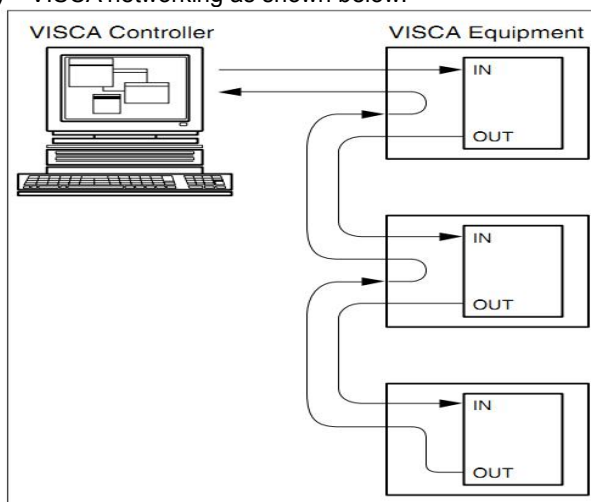 VISCA networking as shown below:
VISCA Controller
VISCA Equipment
IN
OUT
IN
OUT
IN
OUT